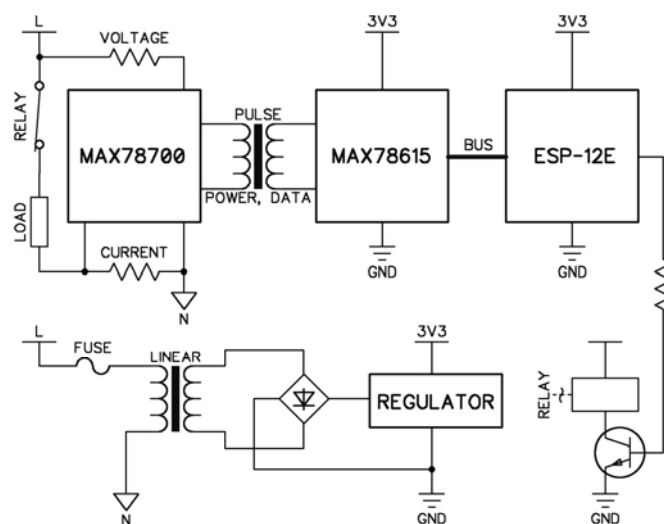 L
VOLTAGE
3V3
3V3
RELAY
MAX78700
PULSE
MAX78615
BUS
ESP-12E
POWER, DATA
LOAD
CURRENT
GND
GND
N
L
FUSE
LINEAR
3V3
REGULATOR
RELAY
N
GND
GND